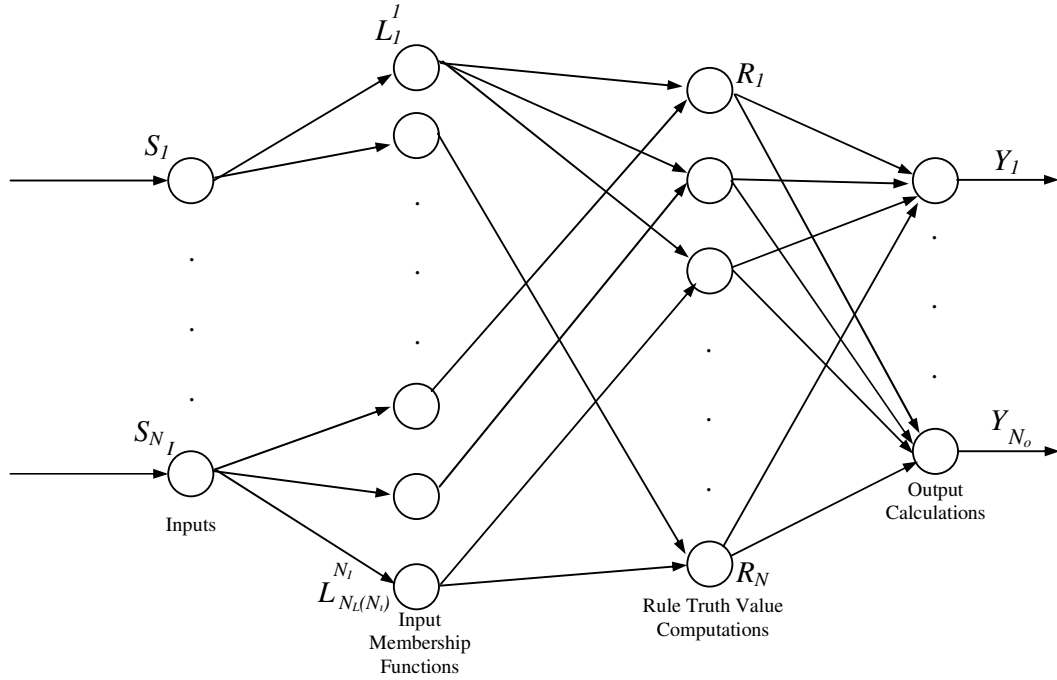 L_1^1
R_1
S_1
Y_1
S_{N_I}
Y_{N_o}
Inputs
Output
Calculations
L_{N_L(N_ι)}^{N_I}
R_N
Input
Membership
Functions
Rule Truth Value
Computations